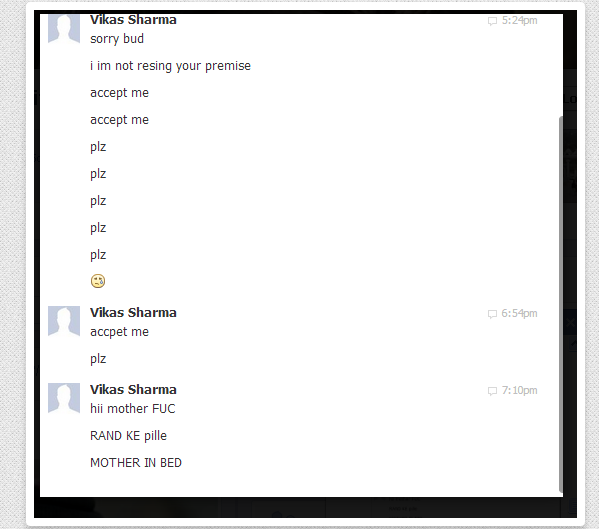 Vikas Sharma 5:24pm
sorry bud
i im not resing your premise
accept me
accept me
plz
plz
plz
plz
plz
Vikas Sharma 6:54pm
accpet me
plz
Vikas Sharma 7:10pm
hii mother FUC
RAND KE pille
MOTHER IN BED